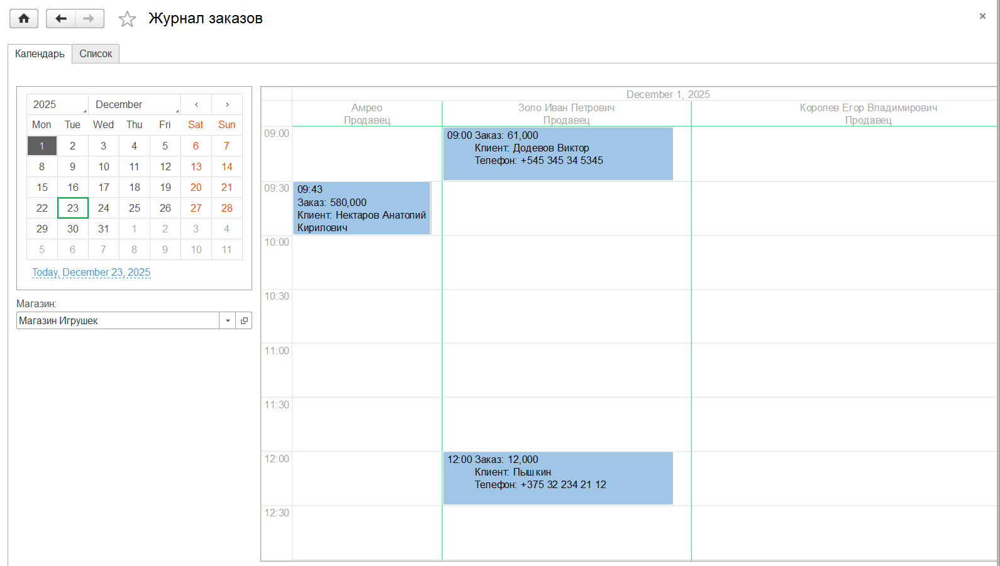 Журнал заказов
Календарь Список
2025 December
Mon Tue Wed Thu Fri Sat Sun
1 2 3 4 5 6 7
8 9 10 11 12 13 14
15 16 17 18 19 20 21
22 23 24 25 26 27 28
29 30 31 1 2 3 4
5 6 7 8 9 10 11
Today, December 23, 2025
Магазин:
Магазин Игрушек
December 1, 2025
Амрео
Продавец
Золо Иван Петрович
Продавец
Королев Егор Владимирович
Продавец
09:00
09:00 Заказ: 61,000
Клиент: Додевов Виктор
Телефон: +545 345 34 5345
09:30
09:43
Заказ: 580,000
Клиент: Нектаров Анатолий
Кирилович
10:00
10:30
11:00
11:30
12:00
12:00 Заказ: 12,000
Клиент: Пышкин
Телефон: +375 32 234 21 12
12:30